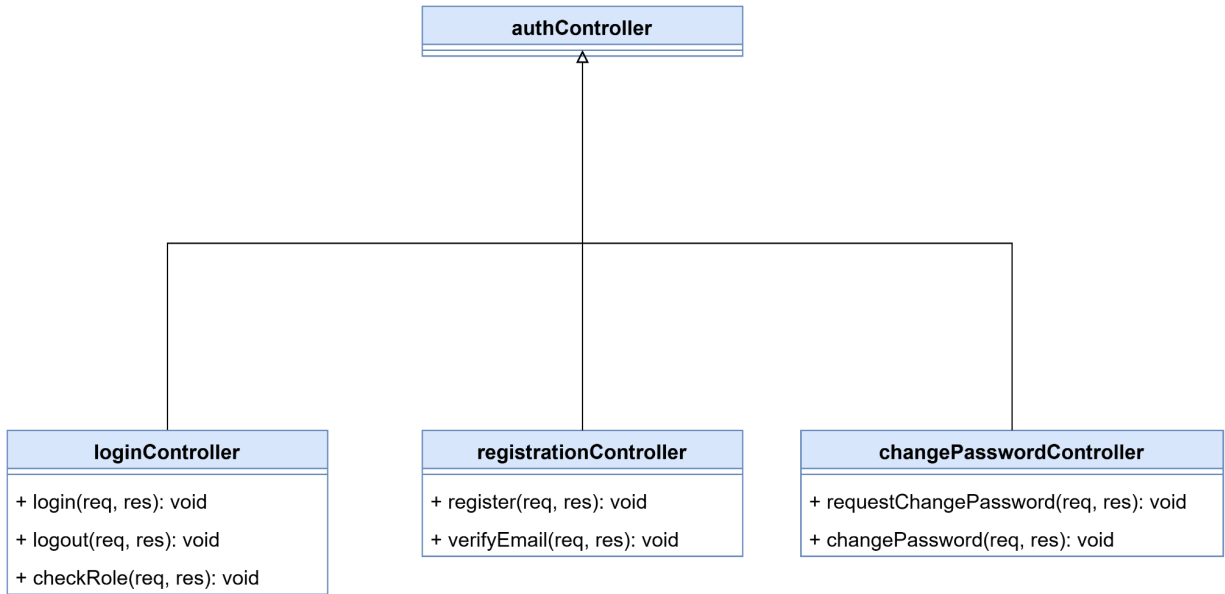 authController
loginController
+ login(req, res): void
+ logout(req, res): void
+ checkRole(req, res): void
registrationController
+ register(req, res): void
+ verifyEmail(req, res): void
changePasswordController
+ requestChangePassword(req, res): void
+ changePassword(req, res): void